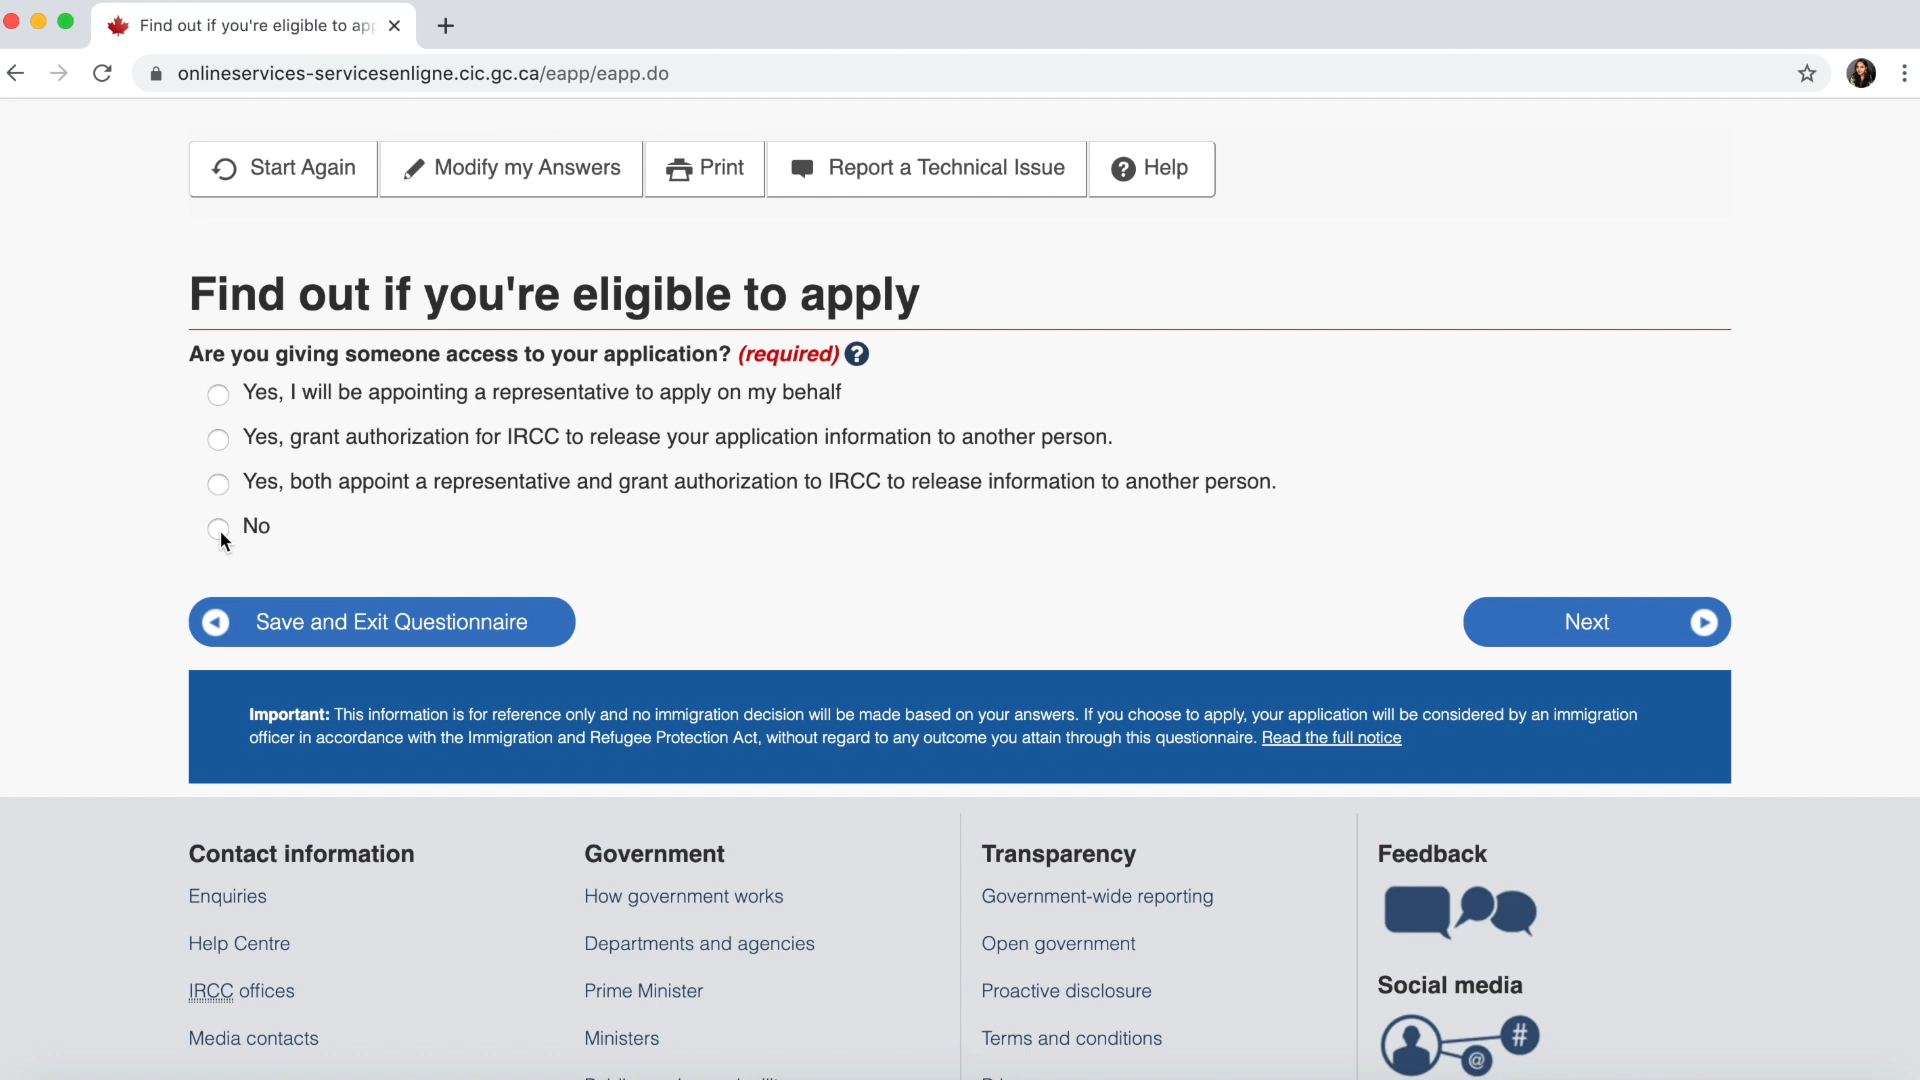 Find out if you're eligible to ap
onlineservices-servicesenligne.cic.gc.ca/eapp/eapp.do
Start Again
Modify my Answers
Print
Report a Technical Issue
? Help
Find out if you're eligible to apply
Are you giving someone access to your application? (required) ?
Yes, I will be appointing a representative to apply on my behalf
Yes, grant authorization for IRCC to release your application information to another person.
Yes, both appoint a representative and grant authorization to IRCC to release information to another person.
No
Save and Exit Questionnaire
Next
Important: This information is for reference only and no immigration decision will be made based on your answers. If you choose to apply, your application will be considered by an immigration
officer in accordance with the Immigration and Refugee Protection Act, without regard to any outcome you attain through this questionnaire. Read the full notice
Contact information
Enquiries
Help Centre
IRCC offices
Media contacts
Government
How government works
Departments and agencies
Prime Minister
Ministers
Transparency
Government-wide reporting
Open government
Proactive disclosure
Terms and conditions
Feedback
Social media
#
@